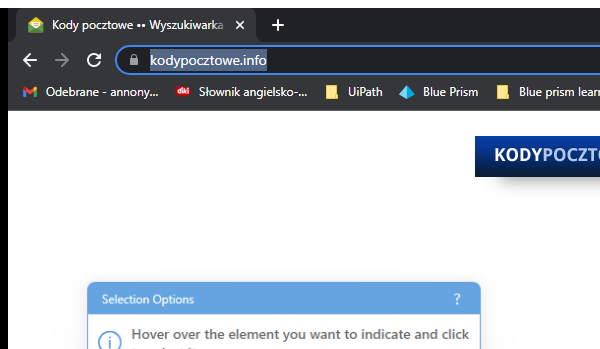 Kody pocztowe •• Wyszukiwarka
kodypocztowe.info
Odebrane - annony... diki Słownik angielsko-... UiPath Blue Prism Blue prism learn
KODYPOCZTO
Selection Options ?
Hover over the element you want to indicate and click